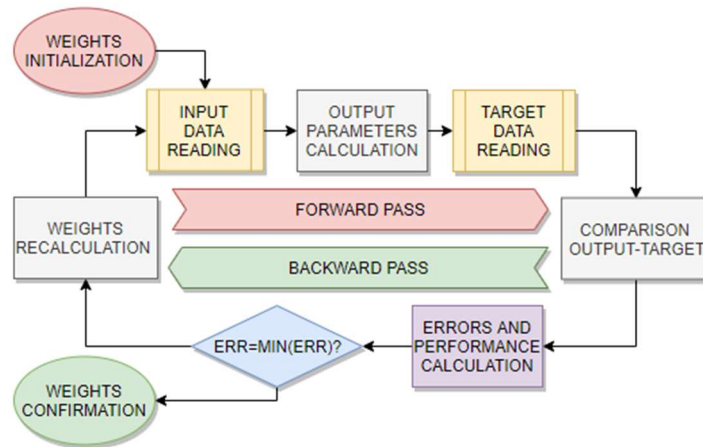 WEIGHTS
INITIALIZATION
INPUT
DATA
READING
OUTPUT
PARAMETERS
CALCULATION
TARGET
DATA
READING
WEIGHTS
RECALCULATION
FORWARD PASS
COMPARISON
OUTPUT-TARGET
BACKWARD PASS
ERR=MIN(ERR)?
ERRORS AND
PERFORMANCE
CALCULATION
WEIGHTS
CONFIRMATION